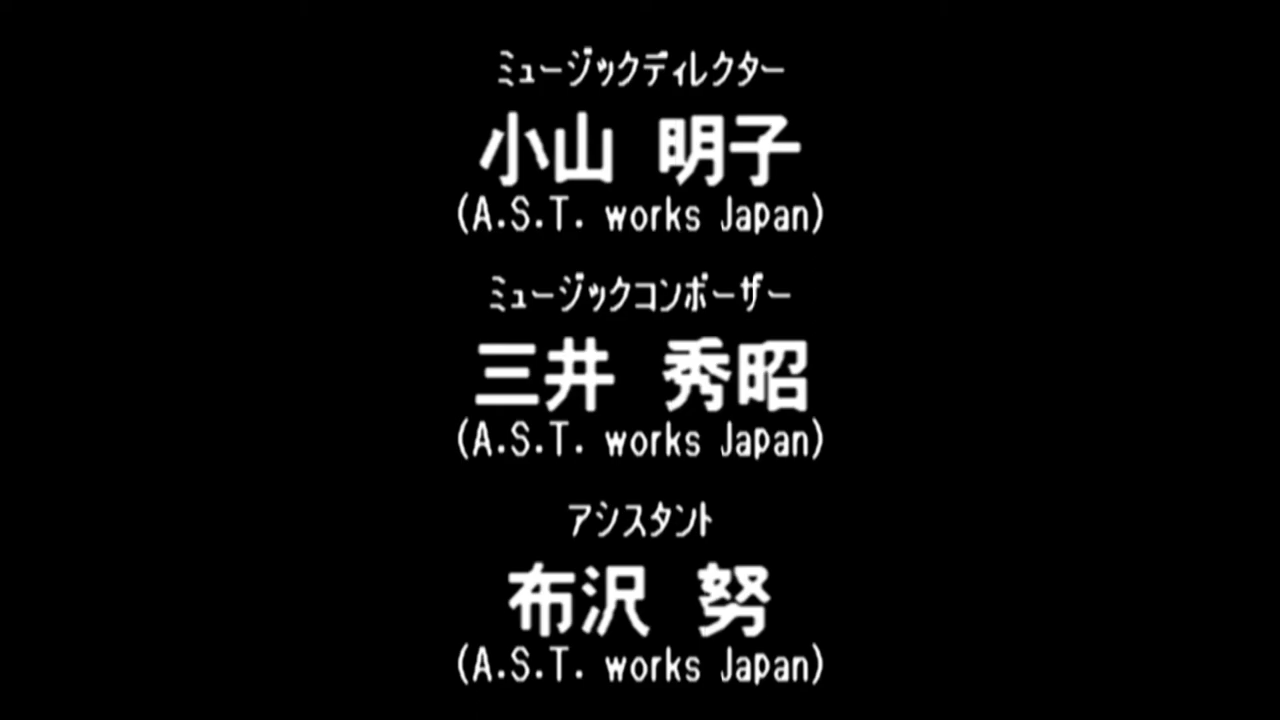 ミュージックディレクター
小山 明子
(A.S.T. works Japan)
ミュージックコンポーザー
三井 秀昭
(A.S.T. works Japan)
アシスタント
布沢 努
(A.S.T. works Japan)